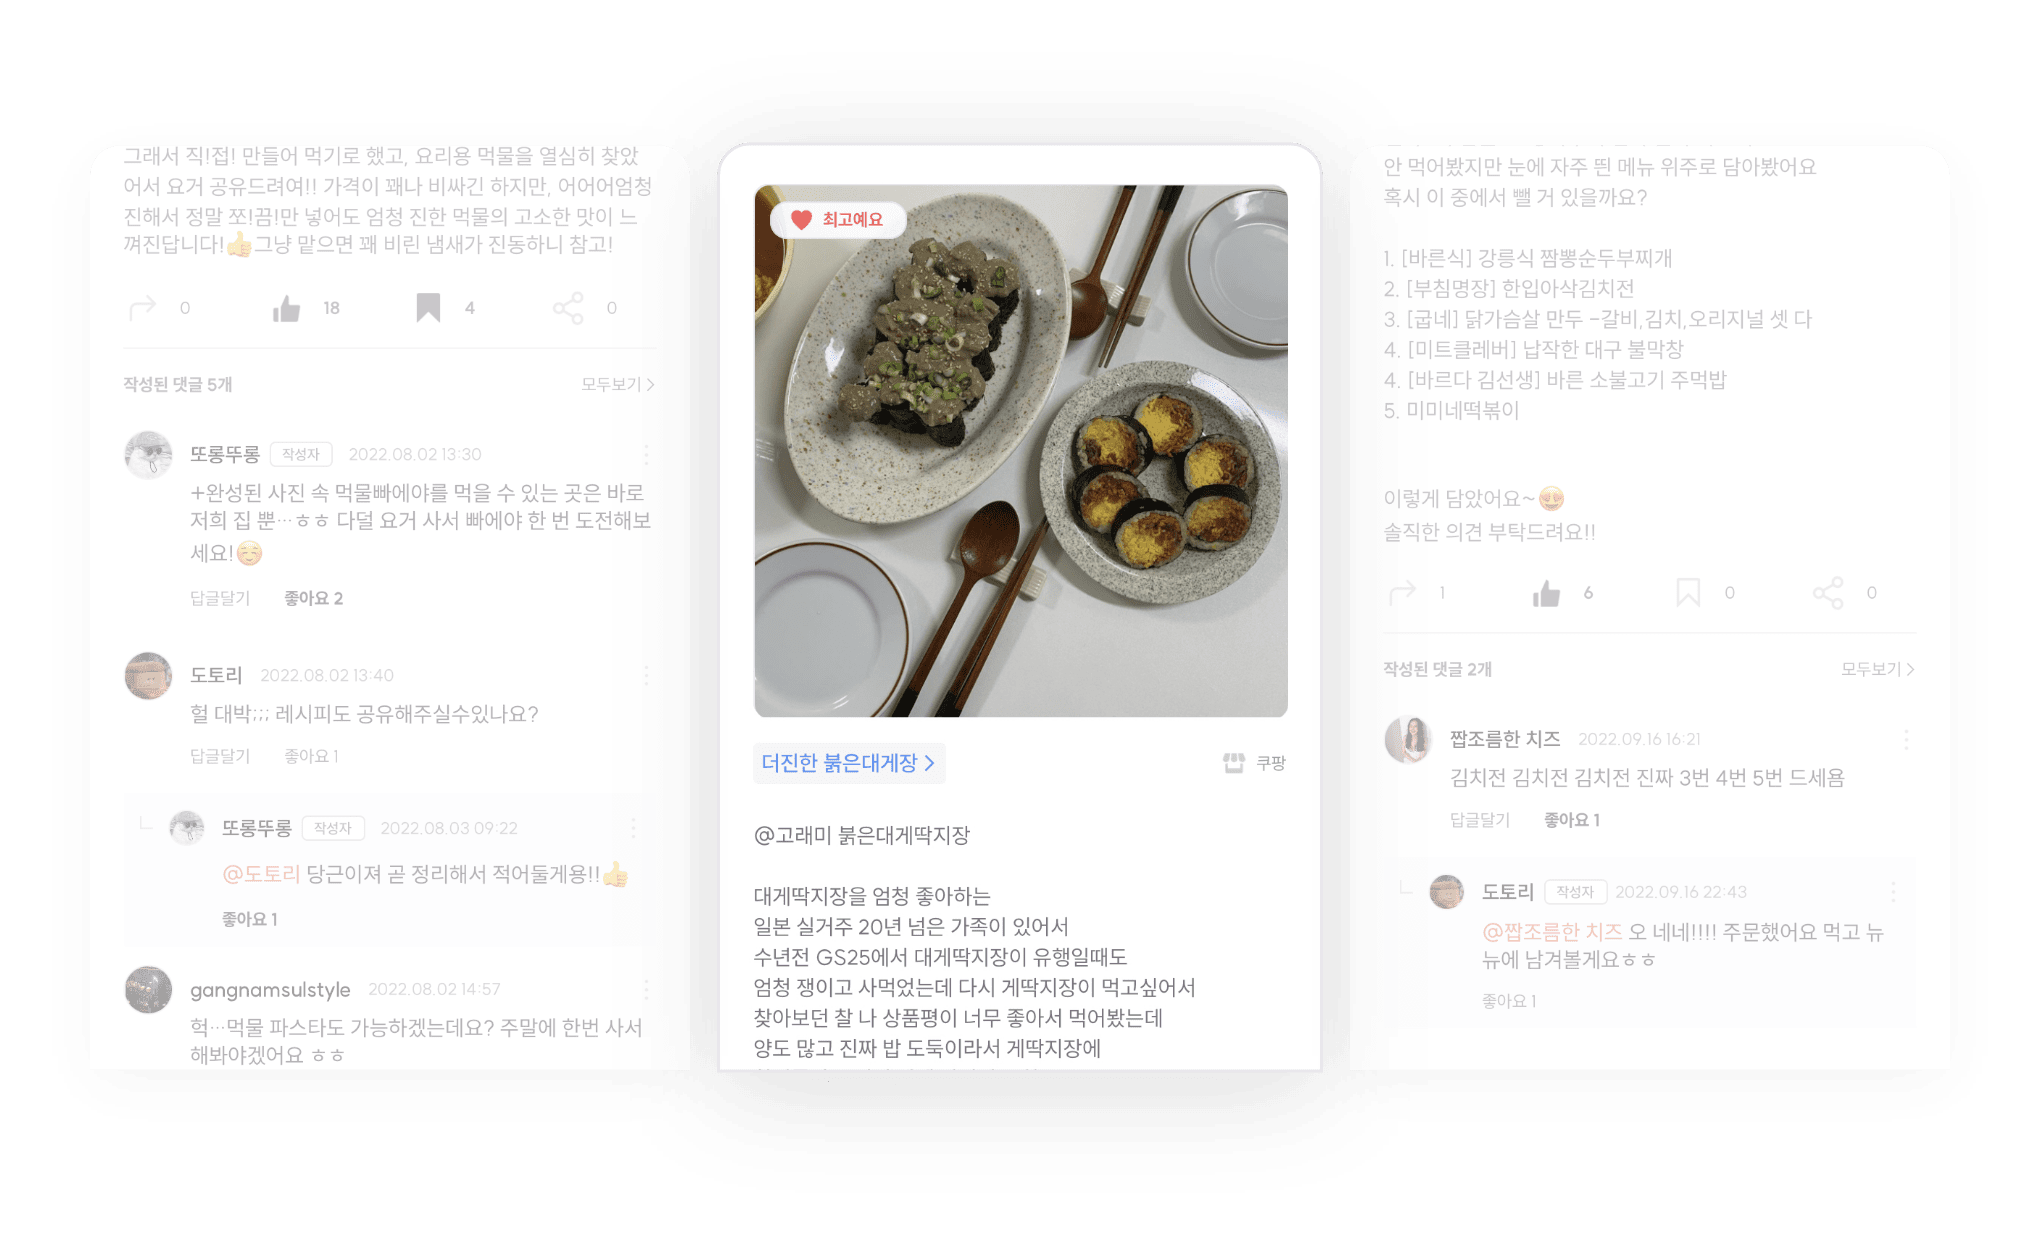 그래서 직!접! 만들어 먹기로 했고, 요리용 먹물을 열심히 찾았
어서 요거 공유드려여!! 가격이 꽤나 비싸긴 하지만, 어어어엄청
진해서 정말 쪼!끔!만 넣어도 엄청 진한 먹물의 고소한 맛이 느
껴진답니다!👍그냥 맡으면 꽤 비린 냄새가 진동하니 참고!
0 18 4 0
작성된 댓글 5개 모두보기 >
또롱뚜롱 작성자 2022.08.02 13:30
+완성된 사진 속 먹물빠에야를 먹을 수 있는 곳은 바로
저희 집 뿐…ㅎㅎ 다덜 요거 사서 빠에야 한 번 도전해보
세요!☺️
답글달기 좋아요 2
도토리 2022.08.02 13:40
헐 대박;;; 레시피도 공유해주실수있나요?
답글달기 좋아요 1
또롱뚜롱 작성자 2022.08.03 09:22
@도토리 당근이져 곧 정리해서 적어둘게용!!👍
좋아요 1
gangnamsulstyle 2022.08.02 14:57
헉…먹물 파스타도 가능하겠는데요? 주말에 한번 사서
해봐야겠어요 ㅎㅎ
최고예요
더진한 붉은대게장 >
쿠팡
@고래미 붉은대게딱지장
대게딱지장을 엄청 좋아하는
일본 실거주 20년 넘은 가족이 있어서
수년전 GS25에서 대게딱지장이 유행일때도
엄청 쟁이고 사먹었는데 다시 게딱지장이 먹고싶어서
찾아보던 찰 나 상품평이 너무 좋아서 먹어봤는데
양도 많고 진짜 밥 도둑이라서 게딱지장에
안 먹어봤지만 눈에 자주 띈 메뉴 위주로 담아봤어요
혹시 이 중에서 뺄 거 있을까요?
1. [바른식] 강릉식 짬뽕순두부찌개
2. [부침명장] 한입아삭김치전
3. [굽네] 닭가슴살 만두 -갈비,김치,오리지널 셋 다
4. [미트클레버] 납작한 대구 불막창
4. [바르다 김선생] 바른 소불고기 주먹밥
5. 미미네떡볶이
이렇게 담았어요~😍
솔직한 의견 부탁드려요!!
1 6 0 0
작성된 댓글 2개 모두보기 >
짭조름한 치즈 2022.09.16 16:21
김치전 김치전 김치전 진짜 3번 4번 5번 드세욤
답글달기 좋아요 1
도토리 작성자 2022.09.16 22:43
@짭조름한 치즈 오 네네!!!! 주문했어요 먹고 뉴
뉴에 남겨볼게요ㅎㅎ
좋아요 1